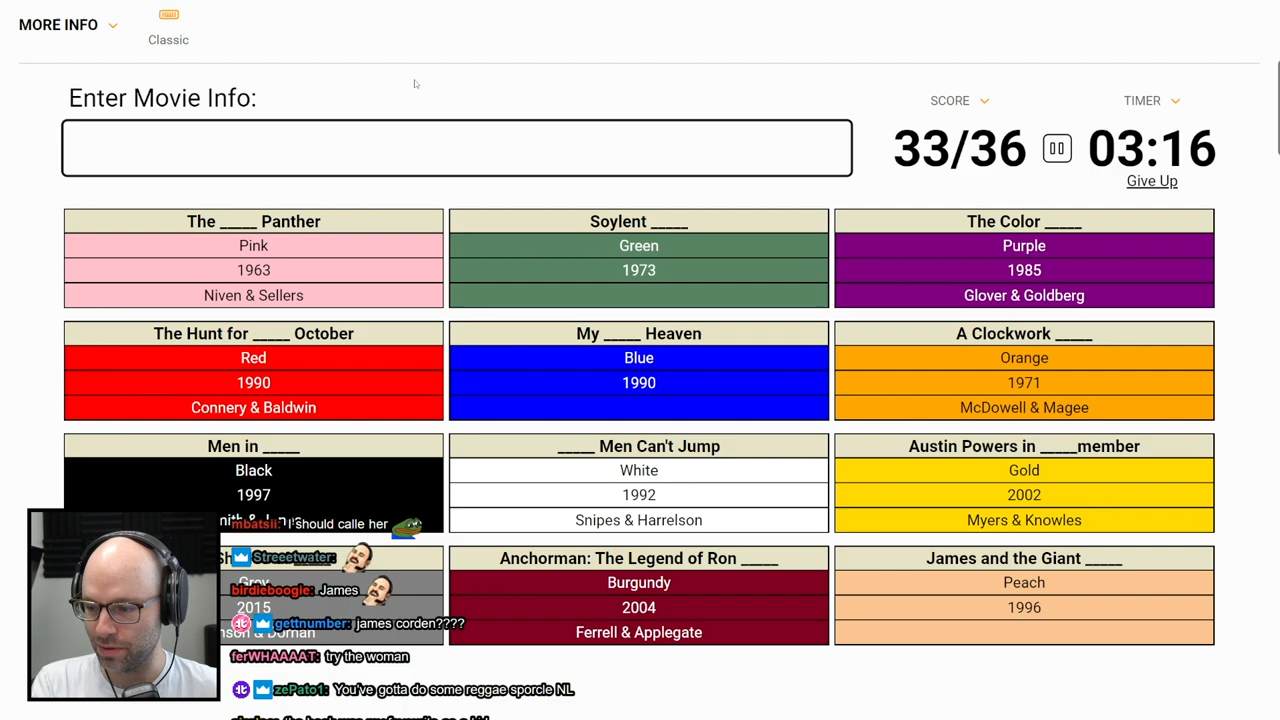 MORE INFO
Classic
Enter Movie Info:
SCORE
TIMER
33/36
03:16
Give Up
The _____ Panther
Pink
1963
Niven & Sellers
Soylent _____
Green
1973
The Color _____
Purple
1985
Glover & Goldberg
The Hunt for _____ October
Red
1990
Connery & Baldwin
My _____ Heaven
Blue
1990
A Clockwork _____
Orange
1971
McDowell & Magee
Men in _____
Black
1997
_____ Men Can't Jump
White
1992
Snipes & Harrelson
Austin Powers in _____member
Gold
2002
Myers & Knowles
Grey
2015
Anchorman: The Legend of Ron _____
Burgundy
2004
Ferrell & Applegate
James and the Giant _____
Peach
1996
mbatsii: I should calle her
Streeetwater:
birdieboogie: James
gettnumber: james corden????
ferWHAAAAT: try the woman
zePato1: You've gotta do some reggae sporcle NL